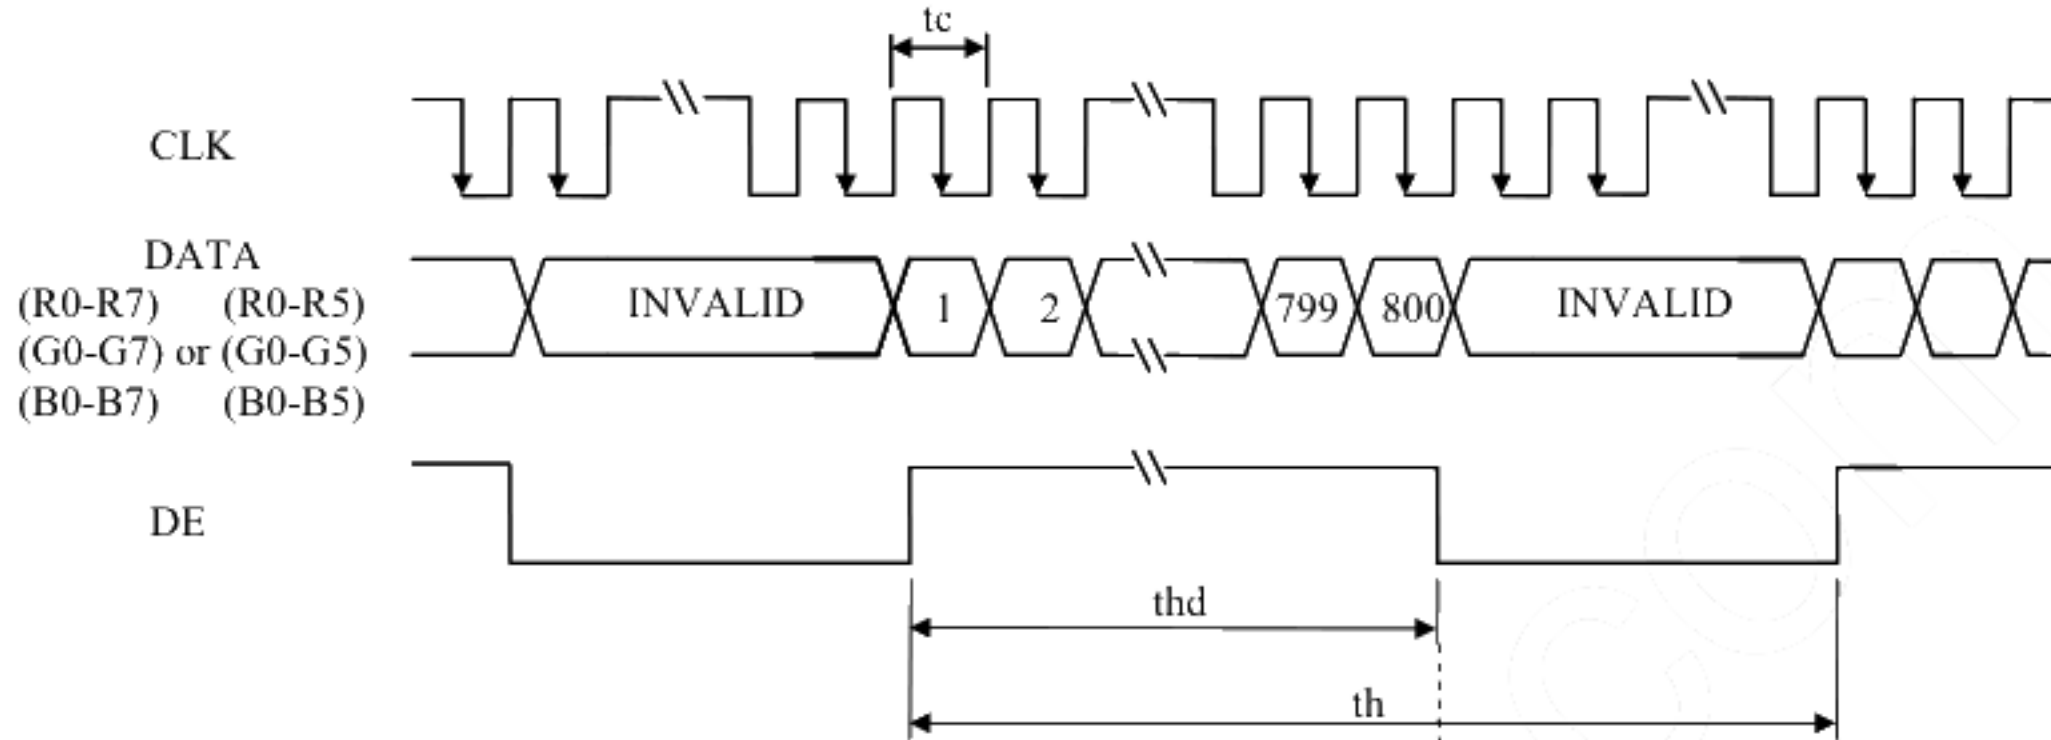 tc
CLK
DATA
(R0-R7) (R0-R5)
(G0-G7) or (G0-G5)
(B0-B7) (B0-B5)
INVALID 1 2 799 800 INVALID
DE
thd
th
com